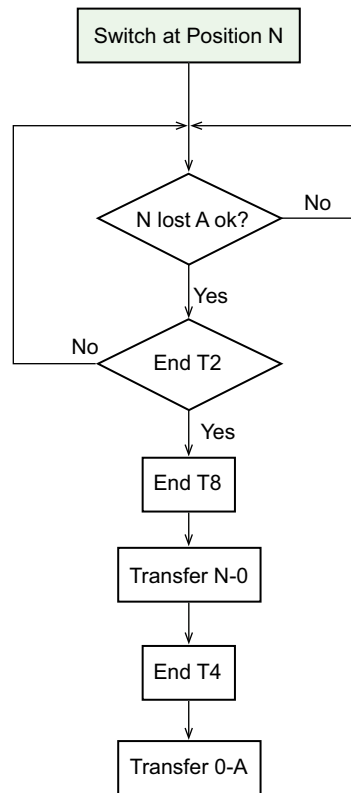 Switch at Position N
N lost A ok?
No
Yes
No
End T2
Yes
End T8
Transfer N-0
End T4
Transfer 0-A